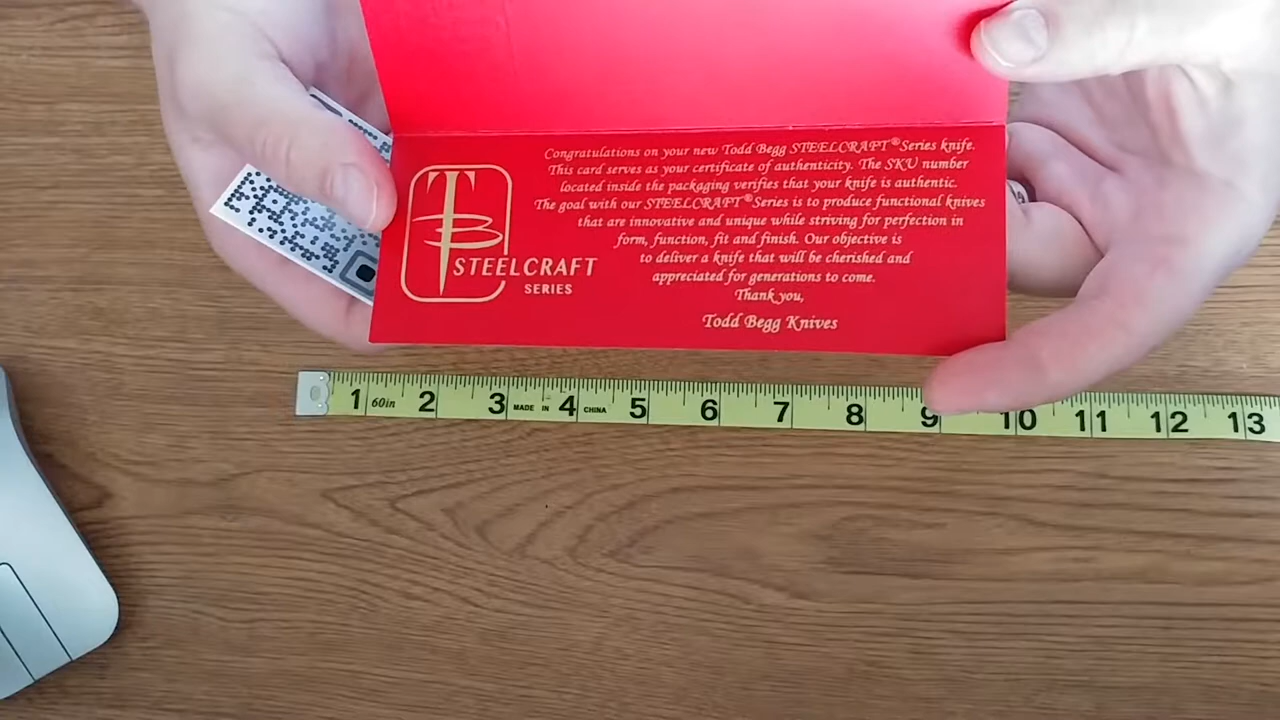 Congratulations on your new Todd Begg STEELCRAFT® Series knife.
This card serves as your certificate of authenticity. The SKU number
located inside the packaging verifies that your knife is authentic.
The goal with our STEELCRAFT® Series is to produce functional knives
that are innovative and unique while striving for perfection in
form, function, fit and finish. Our objective is
to deliver a knife that will be cherished and
appreciated for generations to come.
Thank you,
Todd Begg Knives
TB
STEELCRAFT
SERIES
1 60in 2 3 MADE IN 4 CHINA 5 6 7 8 9 10 11 12 13